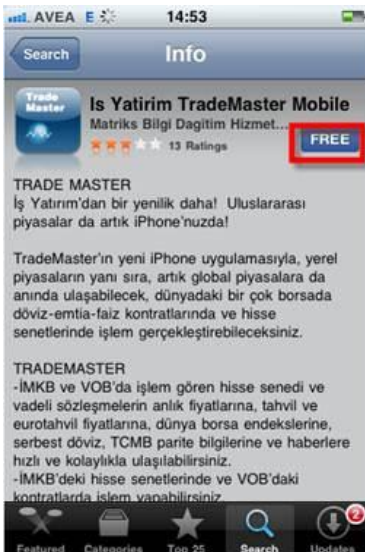 AVEA E 14:53
Search
Info
Trade
Master
Is Yatirim TradeMaster Mobile
Matriks Bilgi Dagitim Hizmet...
13 Ratings
FREE
TRADE MASTER
İş Yatırım'dan bir yenilik daha! Uluslararası
piyasalar da artık iPhone'nuzda!
TradeMaster'ın yeni iPhone uygulamasıyla, yerel
piyasaların yanı sıra, artık global piyasalara da
anında ulaşabilecek, dünyadaki bir çok borsada
döviz-emtia-faiz kontratlarında ve hisse
senetlerinde işlem gerçekleştirebileceksiniz.
TRADEMASTER
-İMKB ve VOB'da işlem gören hisse senedi ve
vadeli sözleşmelerin anlık fiyatlarına, tahvil ve
eurotahvil fiyatlarına, dünya borsa endekslerine,
serbest döviz, TCMB parite bilgilerine ve haberlere
hızlı ve kolaylıkla ulaşılabilirsiniz.
-İMKB'deki hisse senetlerinde ve VOB'daki
kontratlarda işlem yapabilirsiniz.
2
Featured Categories Top 25 Search Updates